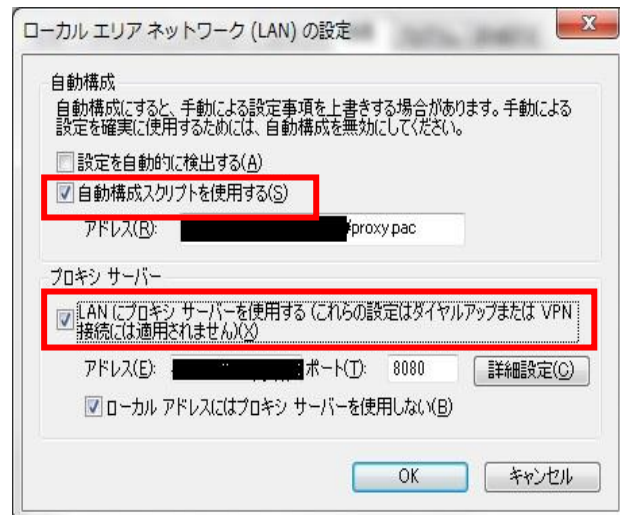 ローカル エリア ネットワーク (LAN) の設定
自動構成
自動構成にすると、手動による設定事項を上書きする場合があります。手動による
設定を確実に使用するためには、自動構成を無効にしてください。
設定を自動的に検出する(A)
自動構成スクリプトを使用する(S)
アドレス(R): /proxy.pac
プロキシ サーバー
LAN にプロキシ サーバーを使用する (これらの設定はダイヤルアップまたは VPN
接続には適用されません)(X)
アドレス(E): ポート(T): 8080 詳細設定(C)
ローカル アドレスにはプロキシ サーバーを使用しない(B)
OK キャンセル